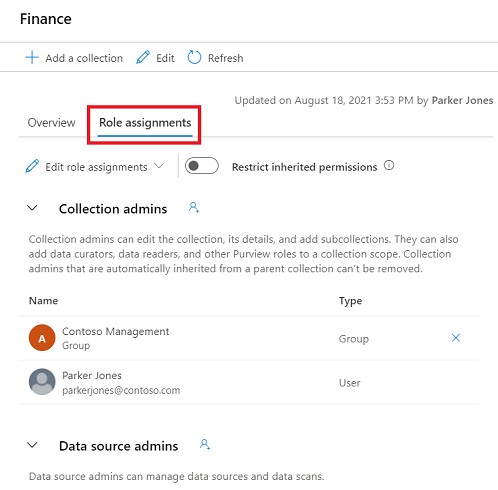 Finance
Add a collection Edit Refresh
Updated on August 18, 2021 3:53 PM by Parker Jones
Overview Role assignments
Edit role assignments Restrict inherited permissions
Collection admins
Collection admins can edit the collection, its details, and add subcollections. They can also
add data curators, data readers, and other Purview roles to a collection scope. Collection
admins that are automatically inherited from a parent collection can't be removed.
Name Type
A Contoso Management Group
Group
Parker Jones User
parkerjones@contoso.com
Data source admins
Data source admins can manage data sources and data scans.